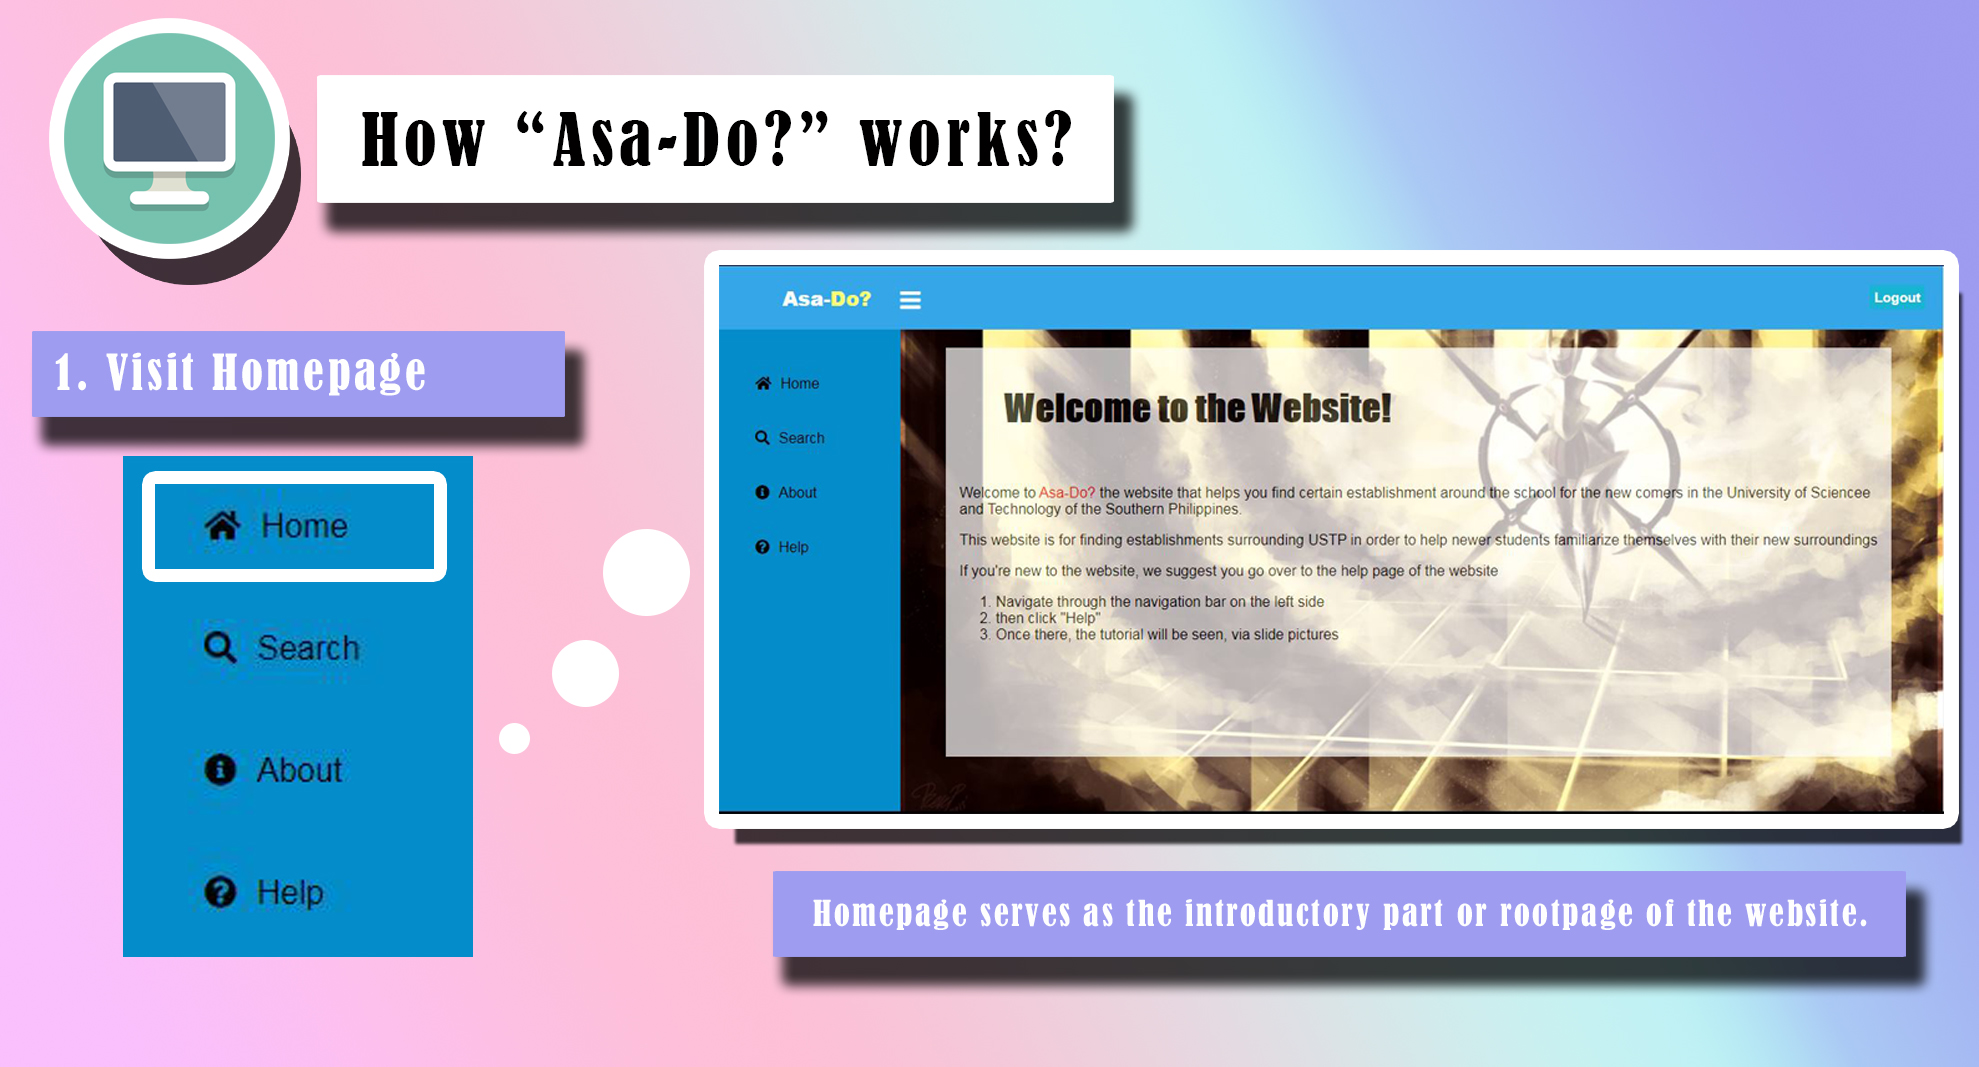 How “Asa-Do?” works?
1. Visit Homepage
Home
Search
About
Help
Asa-Do?
Logout
Home
Search
About
Help
Welcome to the Website!
Welcome to Asa-Do? the website that helps you find certain establishment around the school for the new comers in the University of Sciencee
and Technology of the Southern Philippines.
This website is for finding establishments surrounding USTP in order to help newer students familiarize themselves with their new surroundings
If you're new to the website, we suggest you go over to the help page of the website
1. Navigate through the navigation bar on the left side
2. then click "Help"
3. Once there, the tutorial will be seen, via slide pictures
Homepage serves as the introductory part or rootpage of the website.